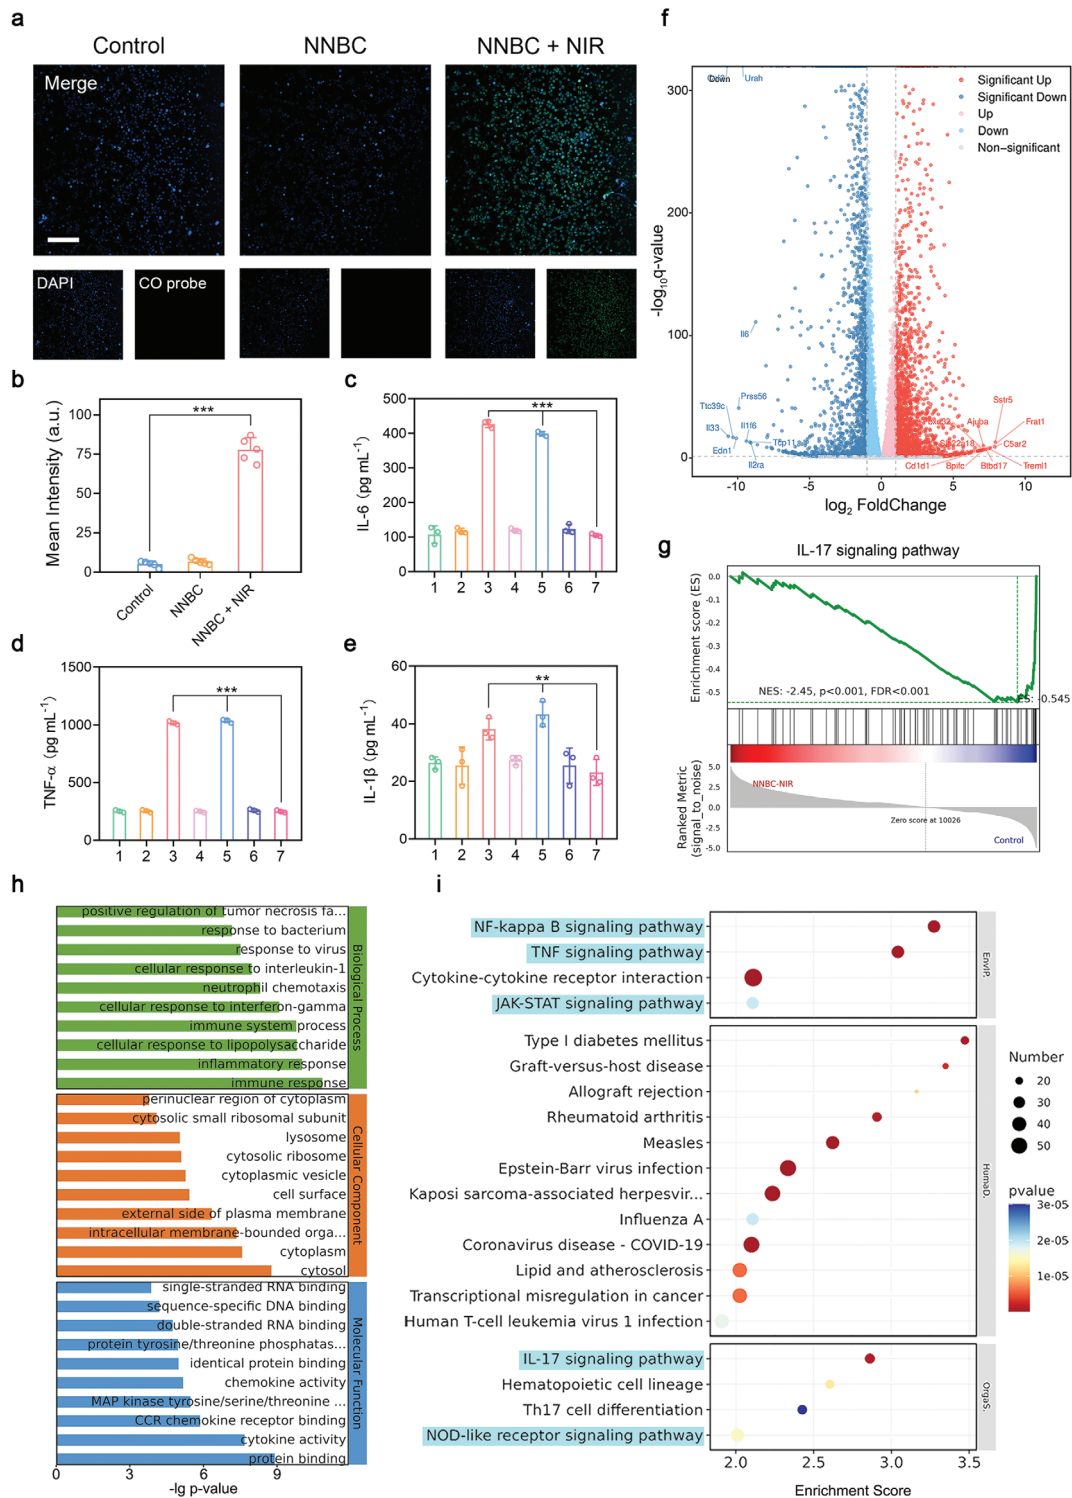 a
Control
NNBC
NNBC + NIR
Merge
DAPI
CO probe
b
Mean Intensity (a.u.)
100
75
50
25
0
***
Control
NNBC
NNBC + NIR
c
IL-6 (pg mL⁻¹)
500
400
300
200
100
0
***
1 2 3 4 5 6 7
d
TNF-α (pg mL⁻¹)
1500
1000
500
0
***
1 2 3 4 5 6 7
e
IL-1β (pg mL⁻¹)
60
40
20
0
**
1 2 3 4 5 6 7
f
-log₁₀q-value
300
200
100
0
Down
Urah
Significant Up
Significant Down
Up
Down
Non-significant
Il6
Prss56
Ttc39c
Il33
Il1f6
Edn1
Tcp11
Il2ra
Sstr5
Ajuba
Frat1
C5ar2
Cd1d1
Bpifc
Btbd17
Treml1
-10 -5 0 5 10
log₂ FoldChange
g
IL-17 signaling pathway
Enrichment score (ES)
0.0
-0.1
-0.2
-0.3
-0.4
-0.5
NES: -2.45, p<0.001, FDR<0.001
ES: -0.545
Ranked Metric
(signal_to_noise)
5.0
2.5
0.0
-2.5
-5.0
NNBC-NIR
Zero score at 10026
Control
h
positive regulation of tumor necrosis fa...
response to bacterium
response to virus
cellular response to interleukin-1
neutrophil chemotaxis
cellular response to interferon-gamma
immune system process
cellular response to lipopolysaccharide
inflammatory response
immune response
Biological Process
perinuclear region of cytoplasm
cytosolic small ribosomal subunit
lysosome
cytosolic ribosome
cytoplasmic vesicle
cell surface
external side of plasma membrane
intracellular membrane-bounded orga...
cytoplasm
cytosol
Cellular Component
single-stranded RNA binding
sequence-specific DNA binding
double-stranded RNA binding
protein tyrosine/threonine phosphatas...
identical protein binding
chemokine activity
MAP kinase tyrosine/serine/threonine ...
CCR chemokine receptor binding
cytokine activity
protein binding
Molecular Function
0 3 6 9
-lg p-value
i
NF-kappa B signaling pathway
TNF signaling pathway
Cytokine-cytokine receptor interaction
JAK-STAT signaling pathway
EnvIP.
Type I diabetes mellitus
Graft-versus-host disease
Allograft rejection
Rheumatoid arthritis
Measles
Epstein-Barr virus infection
Kaposi sarcoma-associated herpesvir...
Influenza A
Coronavirus disease - COVID-19
Lipid and atherosclerosis
Transcriptional misregulation in cancer
Human T-cell leukemia virus 1 infection
HumaD.
IL-17 signaling pathway
Hematopoietic cell lineage
Th17 cell differentiation
NOD-like receptor signaling pathway
OrgaS.
2.0 2.5 3.0 3.5
Enrichment Score
Number
20
30
40
50
pvalue
3e-05
2e-05
1e-05